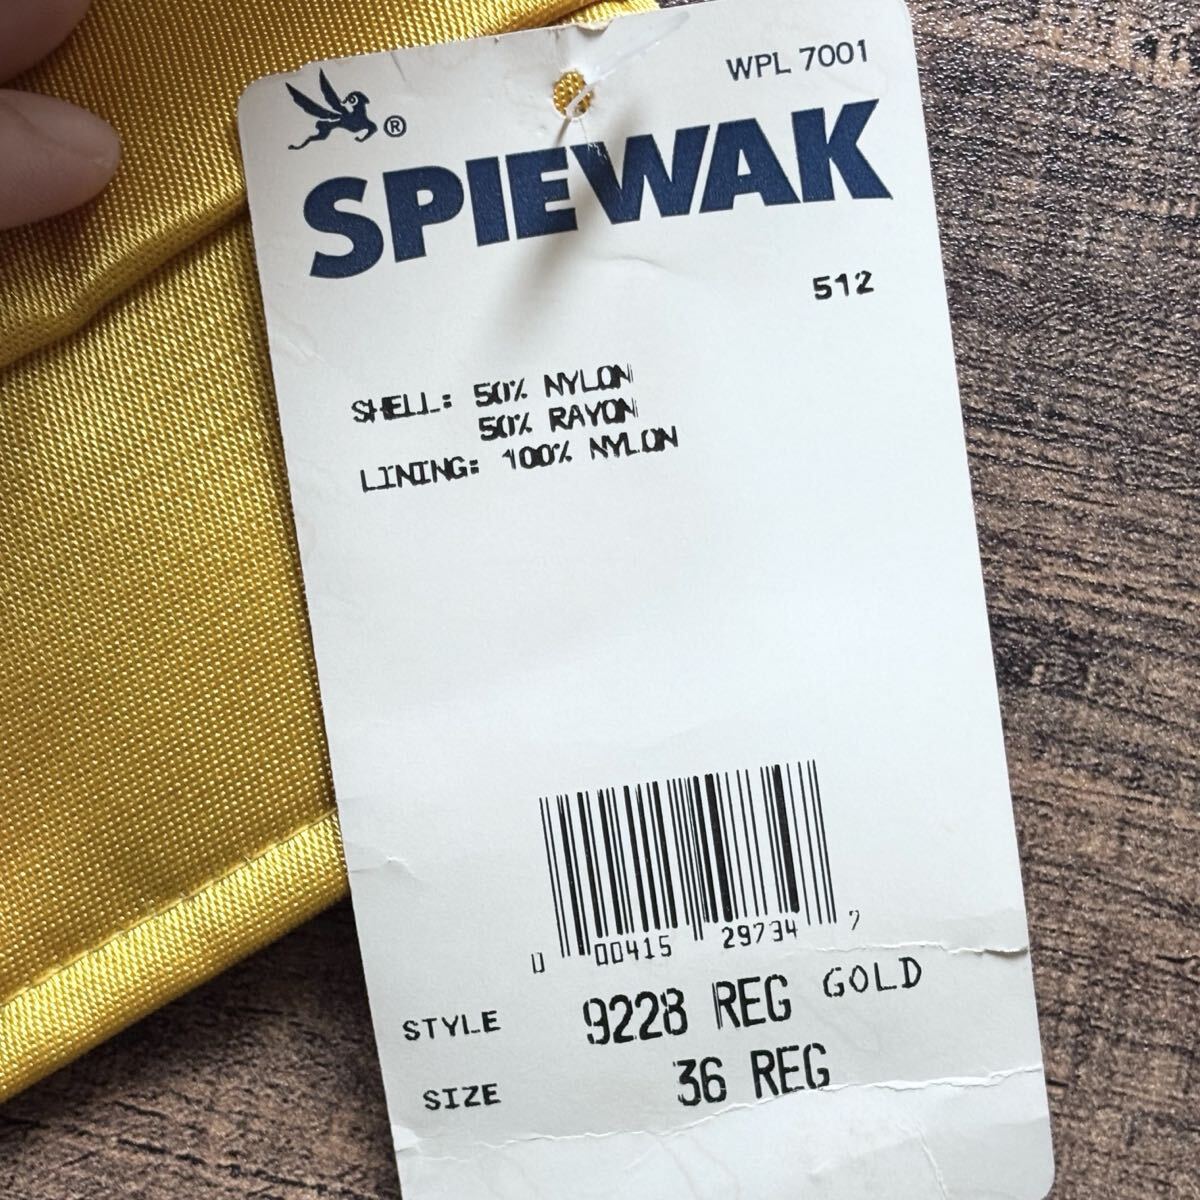 WPL 7001
®
SPIEWAK
512
SHELL: 50% NYLON
50% RAYON
LINING: 100% NYLON
0 00415 29734 7
STYLE 9228 REG GOLD
SIZE 36 REG